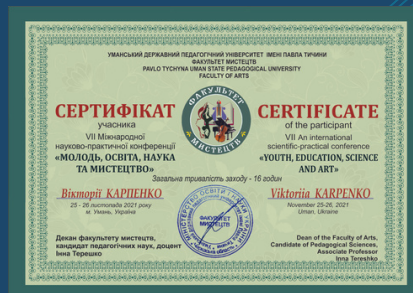 УМАНСЬКИЙ ДЕРЖАВНИЙ ПЕДАГОГІЧНИЙ УНІВЕРСИТЕТ ІМЕНІ ПАВЛА ТИЧИНИ
ФАКУЛЬТЕТ МИСТЕЦТВ
PAVLO TYCHYNA UMAN STATE PEDAGOGICAL UNIVERSITY
FACULTY OF ARTS
ФАКУЛЬТЕТ
МИСТЕЦТВ
СЕРТИФІКАТ
учасника
VII Міжнародної
науково-практичної конференції
«МОЛОДЬ, ОСВІТА, НАУКА
ТА МИСТЕЦТВО»
CERTIFICATE
of the participant
VII An international
scientific-practical conference
«YOUTH, EDUCATION, SCIENCE
AND ART»
Загальна тривалість заходу - 16 годин
Вікторії КАРПЕНКО
25 - 26 листопада 2021 року
м. Умань, Україна
Viktoriia KARPENKO
November 25-26, 2021
Uman, Ukraine
ФАКУЛЬТЕТ
МИСТЕЦТВ
Декан факультету мистецтв,
кандидат педагогічних наук, доцент
Інна Терешко
Dean of the Faculty of Arts,
Candidate of Pedagogical Sciences,
Associate Professor
Inna Tereshko